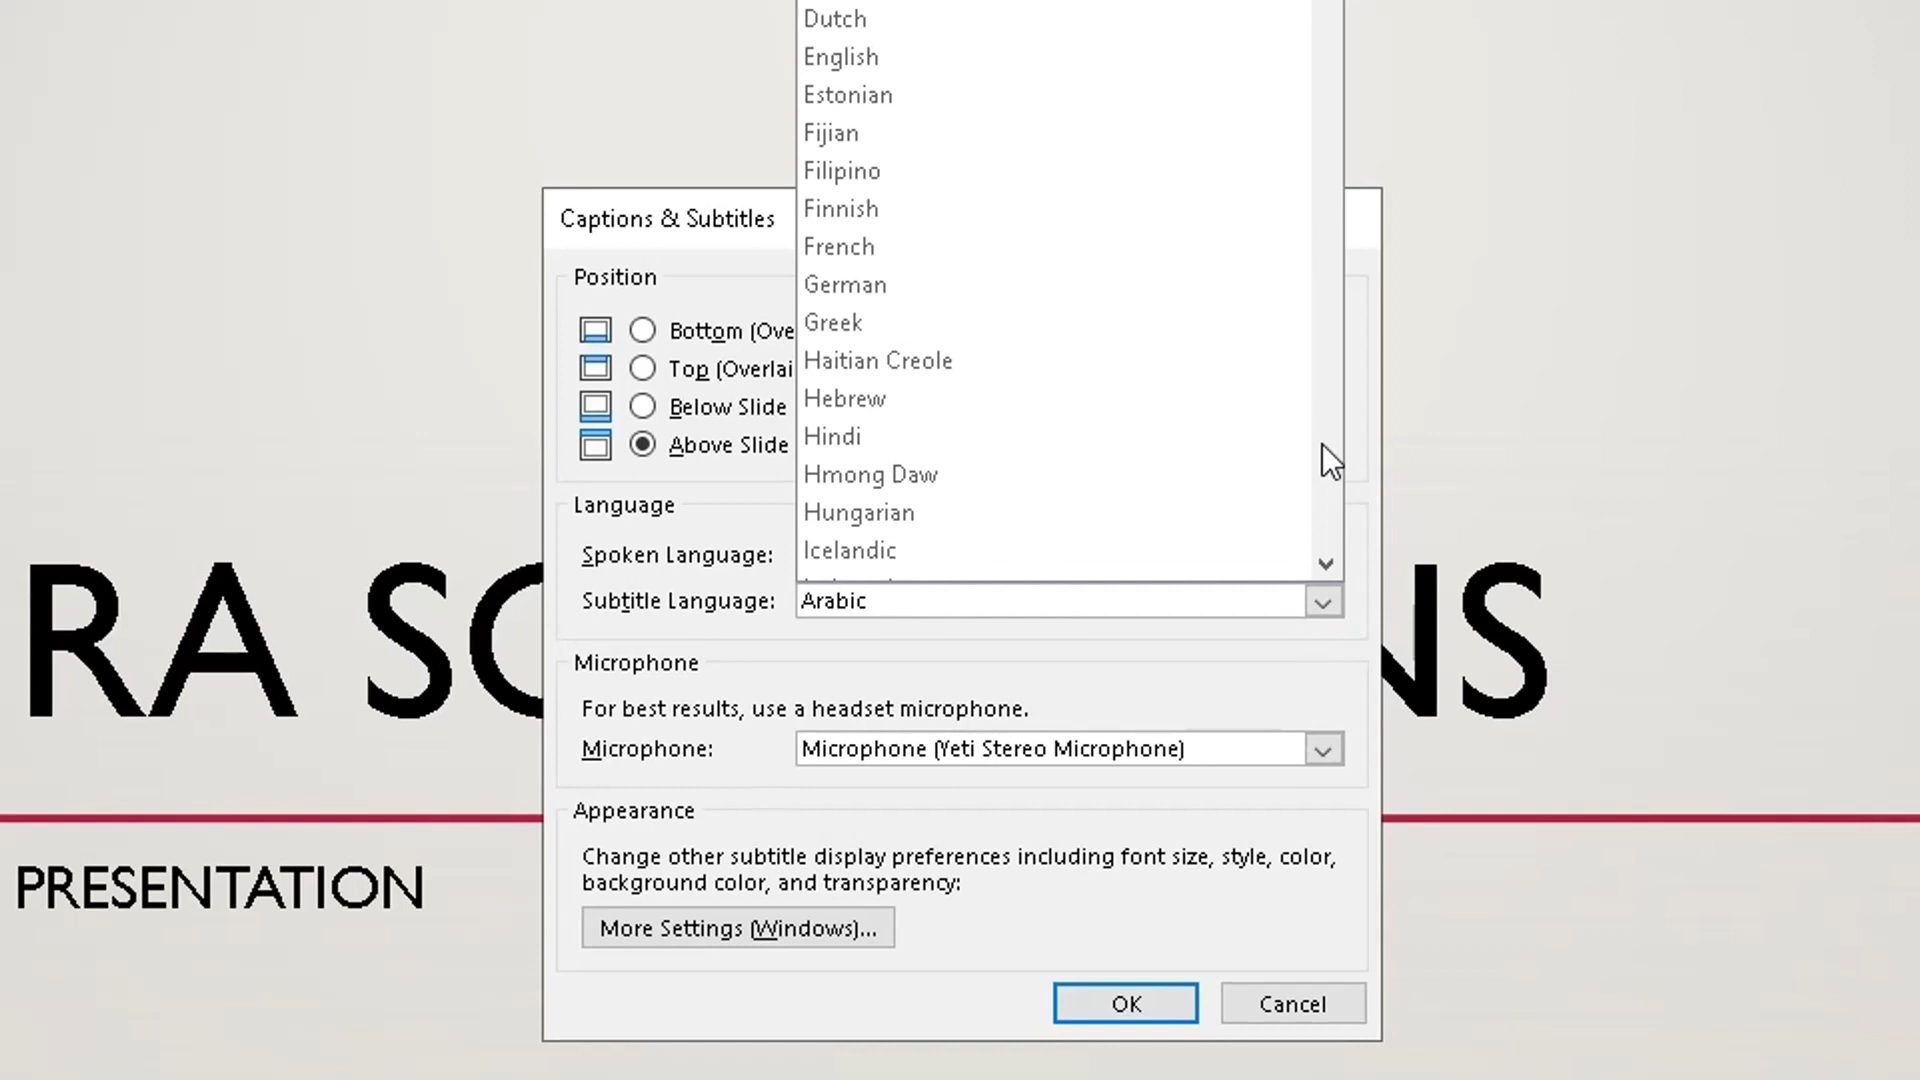 Dutch
English
Estonian
Fijian
Filipino
Finnish
French
German
Greek
Haitian Creole
Hebrew
Hindi
Hmong Daw
Hungarian
Icelandic
Captions & Subtitles
Position
Bottom (Ove
Top (Overlai
Below Slide
Above Slide
Language
Spoken Language:
Subtitle Language: Arabic
Microphone
For best results, use a headset microphone.
Microphone: Microphone (Yeti Stereo Microphone)
Appearance
Change other subtitle display preferences including font size, style, color,
background color, and transparency:
More Settings (Windows)...
OK Cancel
RA SO NS
PRESENTATION